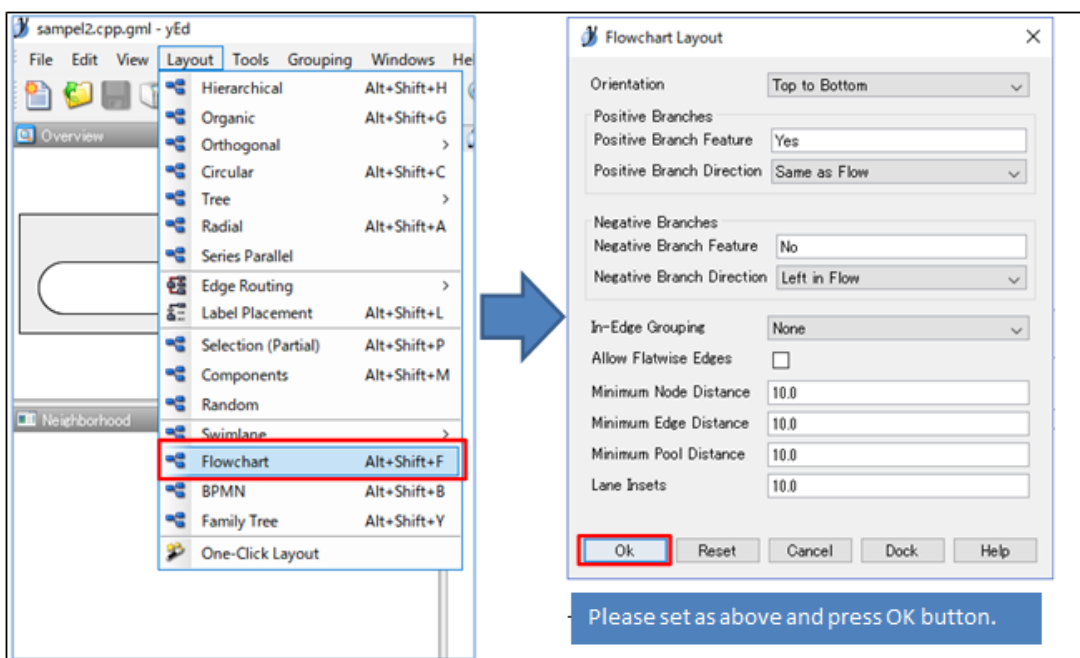 sampel2.cpp.gml - yEd
File Edit View Layout Tools Grouping Windows Hel
Overview
Hierarchical Alt+Shift+H
Organic Alt+Shift+G
Orthogonal >
Circular Alt+Shift+C
Tree >
Radial Alt+Shift+A
Series Parallel
Edge Routing >
Label Placement Alt+Shift+L
Selection (Partial) Alt+Shift+P
Components Alt+Shift+M
Random
Swimlane >
Flowchart Alt+Shift+F
BPMN Alt+Shift+B
Family Tree Alt+Shift+Y
One-Click Layout
Neighborhood
Flowchart Layout
Orientation Top to Bottom
Positive Branches
Positive Branch Feature Yes
Positive Branch Direction Same as Flow
Negative Branches
Negative Branch Feature No
Negative Branch Direction Left in Flow
In-Edge Grouping None
Allow Flatwise Edges
Minimum Node Distance 10.0
Minimum Edge Distance 10.0
Minimum Pool Distance 10.0
Lane Insets 10.0
Ok Reset Cancel Dock Help
Please set as above and press OK button.